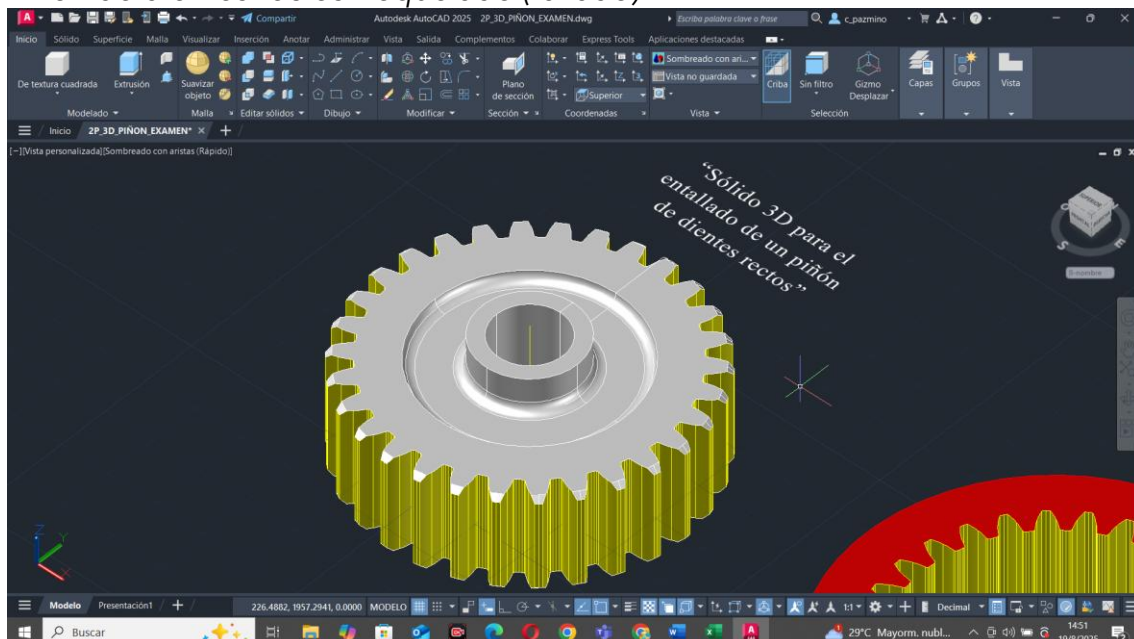 Compartir
Autodesk AutoCAD 2025 2P_3D_PIÑON_EXAMEN.dwg
Escriba palabra clave o frase
c_pazmino
Inicio Sólido Superficie Malla Visualizar Inserción Anotar Administrar Vista Salida Complementos Colaborar Express Tools Aplicaciones destacadas
De textura cuadrada Extrusión Suavizar objeto Plano de sección Superior Sombreado con ari... Vista no guardada Criba Sin filtro Gizmo Desplazar Capas Grupos Vista
Modelado Malla Editar sólidos Dibujo Modificar Sección Coordenadas Vista Selección
Inicio 2P_3D_PIÑON_EXAMEN* × +
[−][Vista personalizada][Sombreado con aristas (Rápido)]
“Sólido 3D para el
entallado de un piñón
de dientes rectos”
SUPERIOR
S E
Z Y X
Modelo Presentación1 + 226.4882, 1957.2941, 0.0000 MODELO 1:1 Decimal
Buscar 29°C Mayorm. nubl... 14:51